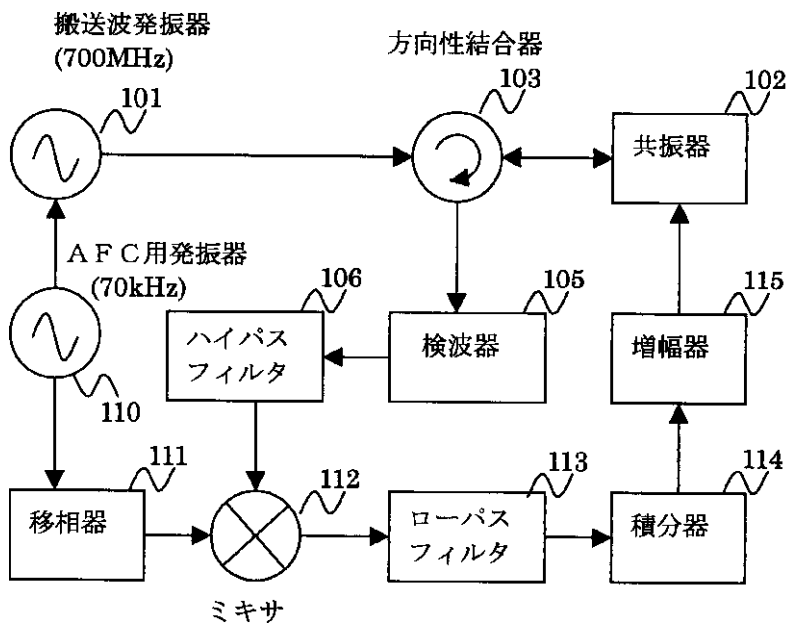 搬送波発振器
(700MHz)
101
方向性結合器
103
102
共振器
AFC用発振器
(70kHz)
110
106
ハイパス
フィルタ
105
検波器
115
増幅器
111
移相器
112
ミキサ
113
ローパス
フィルタ
114
積分器